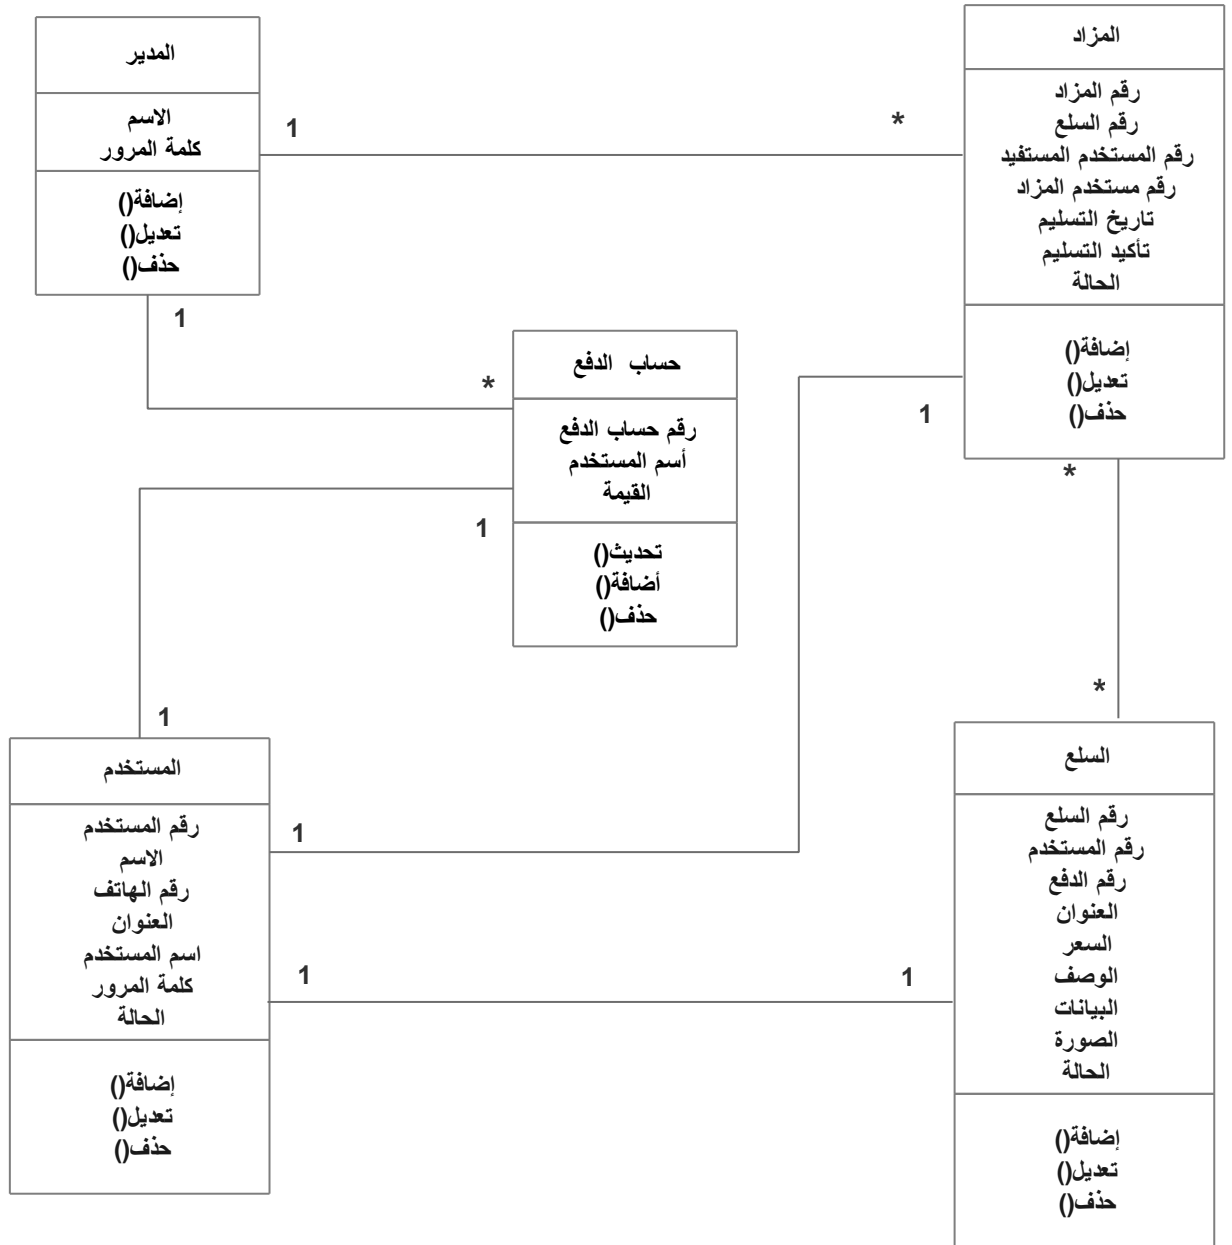 المدير
الاسم
كلمة المرور
إضافة()
تعديل()
حذف()
1
*
1
المزاد
رقم المزاد
رقم السلع
رقم المستخدم المستفيد
رقم مستخدم المزاد
تاريخ التسليم
تأكيد التسليم
الحالة
إضافة()
تعديل()
حذف()
1
*
حساب الدفع
رقم حساب الدفع
أسم المستخدم
القيمة
تحديث()
أضافة()
حذف()
*
1
1
المستخدم
رقم المستخدم
الاسم
رقم الهاتف
العنوان
اسم المستخدم
كلمة المرور
الحالة
إضافة()
تعديل()
حذف()
1
1
1
*
السلع
رقم السلع
رقم المستخدم
رقم الدفع
العنوان
السعر
الوصف
البيانات
الصورة
الحالة
إضافة()
تعديل()
حذف()